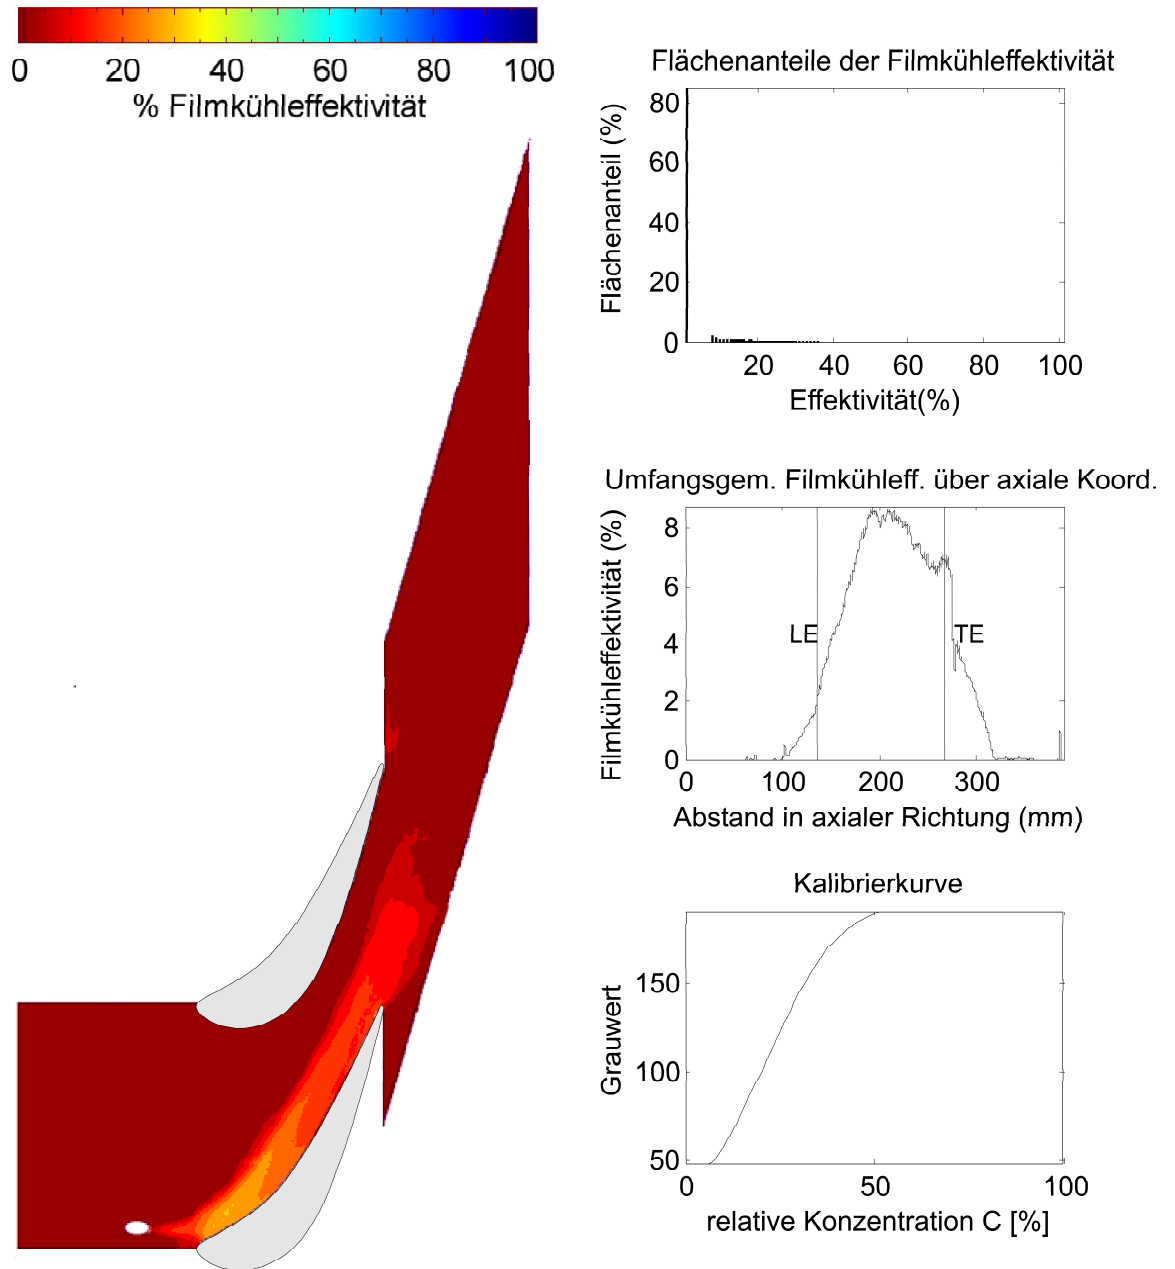 0 20 40 60 80 100
% Filmkühleffektivität
Flächenanteile der Filmkühleffektivität
Flächenanteil (%)
80
60
40
20
0
20 40 60 80 100
Effektivität(%)
Umfangsgem. Filmkühleff. über axiale Koord.
Filmkühleffektivität (%)
8
6
4
2
0
LE TE
0 100 200 300
Abstand in axialer Richtung (mm)
Kalibrierkurve
Grauwert
150
100
50
0 50 100
relative Konzentration C [%]